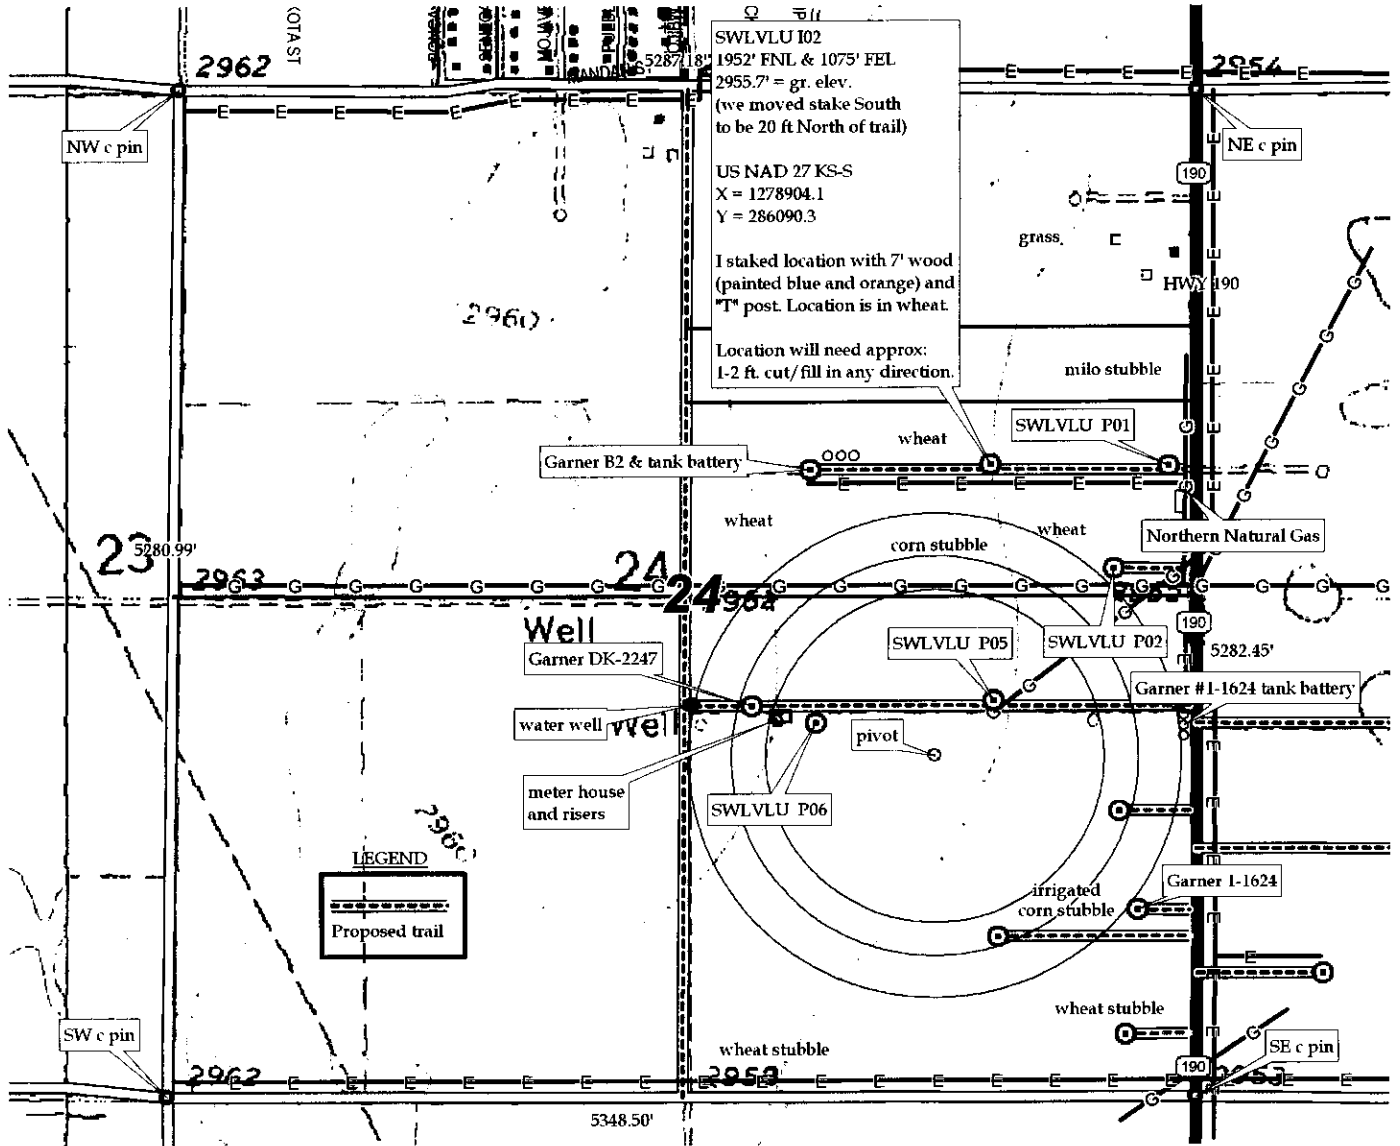 KOTA ST
MOJAVE
PUEBL
2962
5287.18'
2954
NW c pin
SWLVLU I02
1952' FNL & 1075' FEL
2955.7' = gr. elev.
(we moved stake South
to be 20 ft North of trail)
US NAD 27 KS-S
X = 1278904.1
Y = 286090.3
I staked location with 7' wood
(painted blue and orange) and
"T" post. Location is in wheat.
Location will need approx:
1-2 ft. cut/fill in any direction.
NE c pin
190
grass
HWY 190
2960
milo stubble
wheat
SWLVLU P01
Garner B2 & tank battery
wheat
wheat
corn stubble
Northern Natural Gas
23
5280.99'
24
2963
24
Well
190
SWLVLU P05
SWLVLU P02
5282.45'
Garner DK-2247
Garner #1-1624 tank battery
water well
Well
pivot
meter house
and risers
SWLVLU P06
2960
LEGEND
Proposed trail
Garner 1-1624
irrigated
corn stubble
wheat stubble
SW c pin
wheat stubble
SE c pin
2962
2958
190
2953
5348.50'